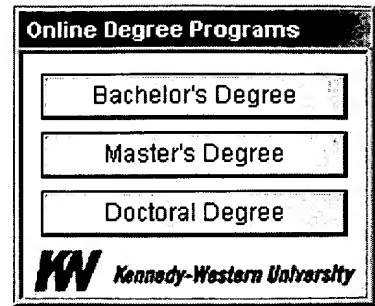 Online Degree Programs
Bachelor's Degree
Master's Degree
Doctoral Degree
KW Kennedy-Western University